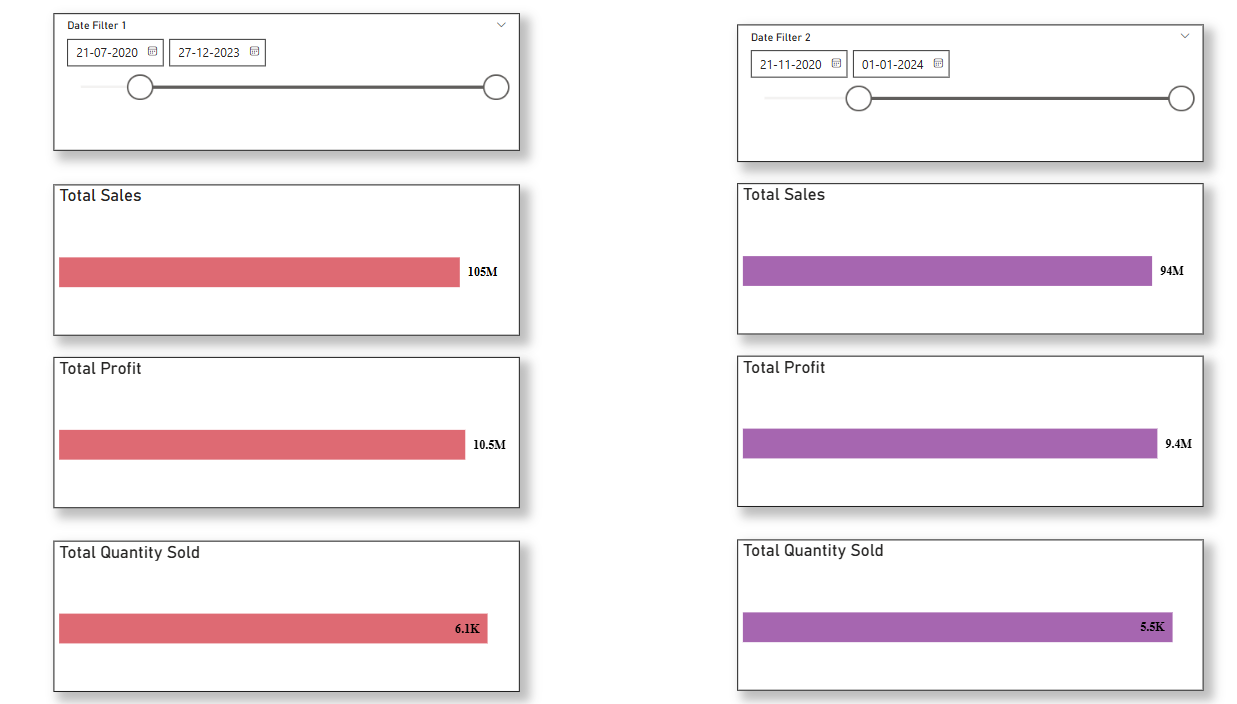 Date Filter 1
21-07-2020 27-12-2023
Total Sales
105M
Total Profit
10.5M
Total Quantity Sold
6.1K
Date Filter 2
21-11-2020 01-01-2024
Total Sales
94M
Total Profit
9.4M
Total Quantity Sold
5.5K